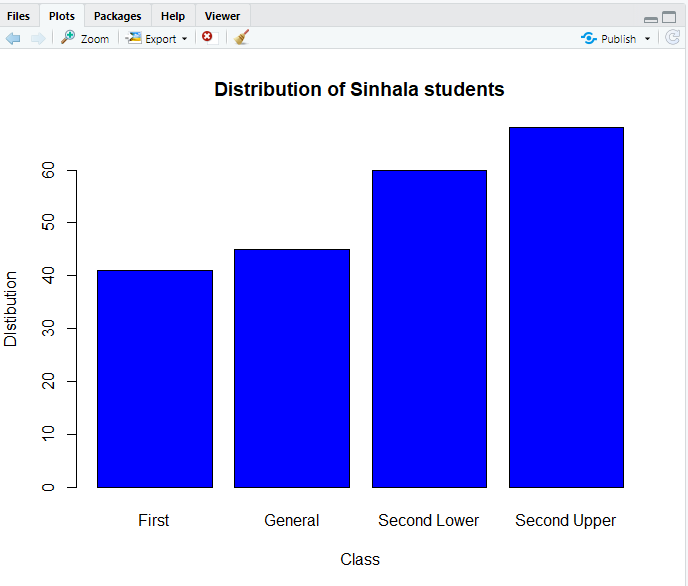 Files Plots Packages Help Viewer
Zoom Export Publish
Distribution of Sinhala students
60
50
40
30
20
10
0
DIstibution
First General Second Lower Second Upper
Class